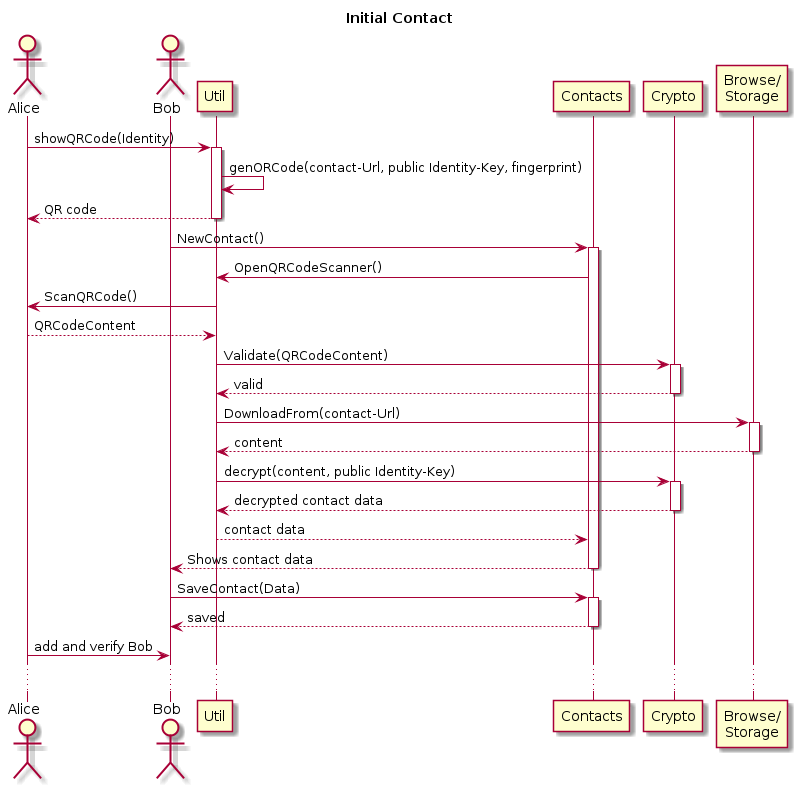 Initial Contact
Alice
Bob
Util
Contacts
Crypto
Browse/
Storage
showQRCode(Identity)
genORCode(contact-Url, public Identity-Key, fingerprint)
QR code
NewContact()
OpenQRCodeScanner()
ScanQRCode()
QRCodeContent
Validate(QRCodeContent)
valid
DownloadFrom(contact-Url)
content
decrypt(content, public Identity-Key)
decrypted contact data
contact data
Shows contact data
SaveContact(Data)
saved
add and verify Bob
Alice
Bob
Util
Contacts
Crypto
Browse/
Storage